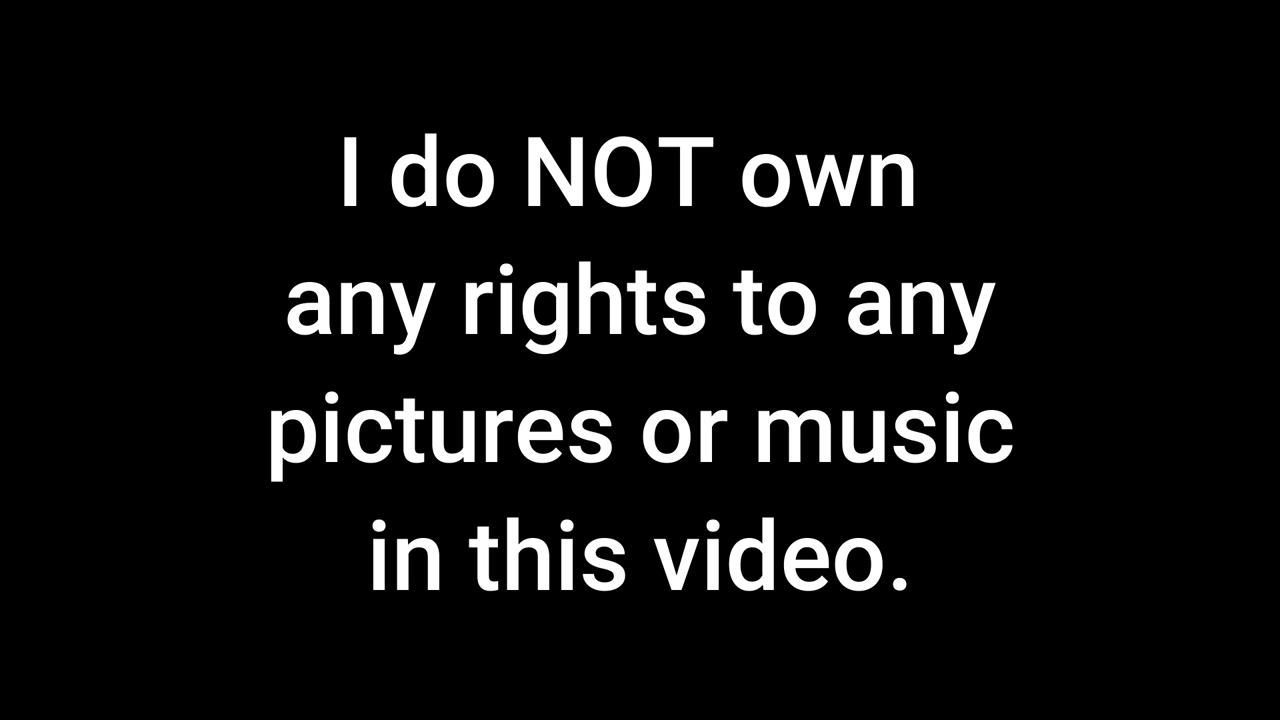 I do NOT own
any rights to any
pictures or music
in this video.